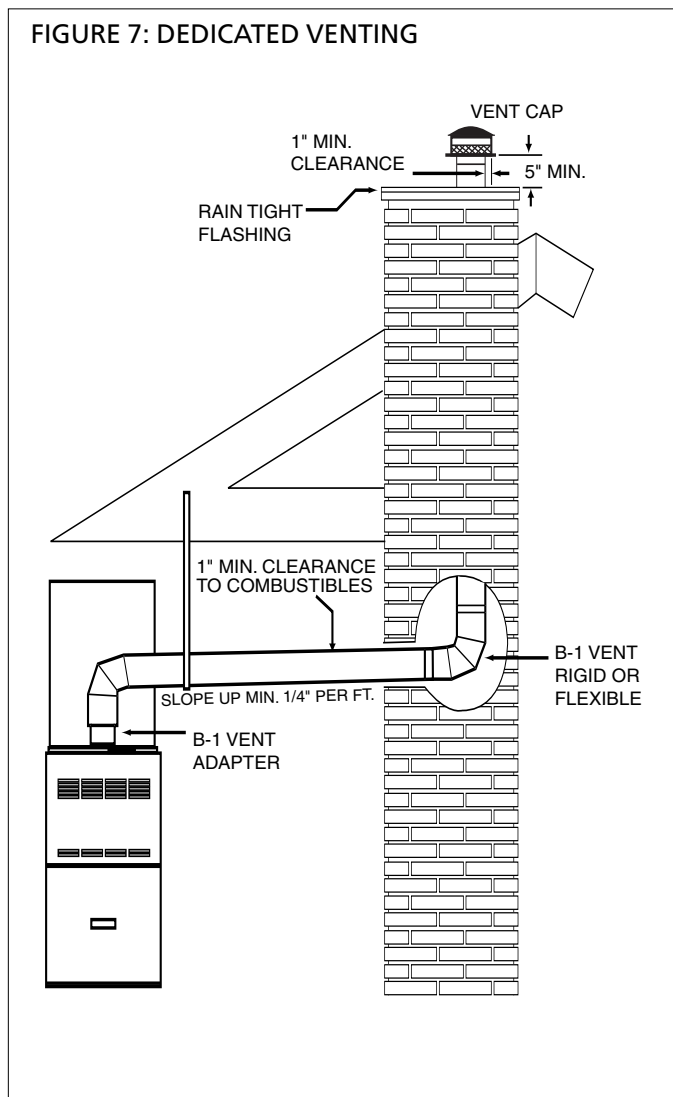 FIGURE 7: DEDICATED VENTING
VENT CAP
1" MIN.
CLEARANCE
5" MIN.
RAIN TIGHT
FLASHING
1" MIN. CLEARANCE
TO COMBUSTIBLES
B-1 VENT
RIGID OR
FLEXIBLE
SLOPE UP MIN. 1/4" PER FT.
B-1 VENT
ADAPTER